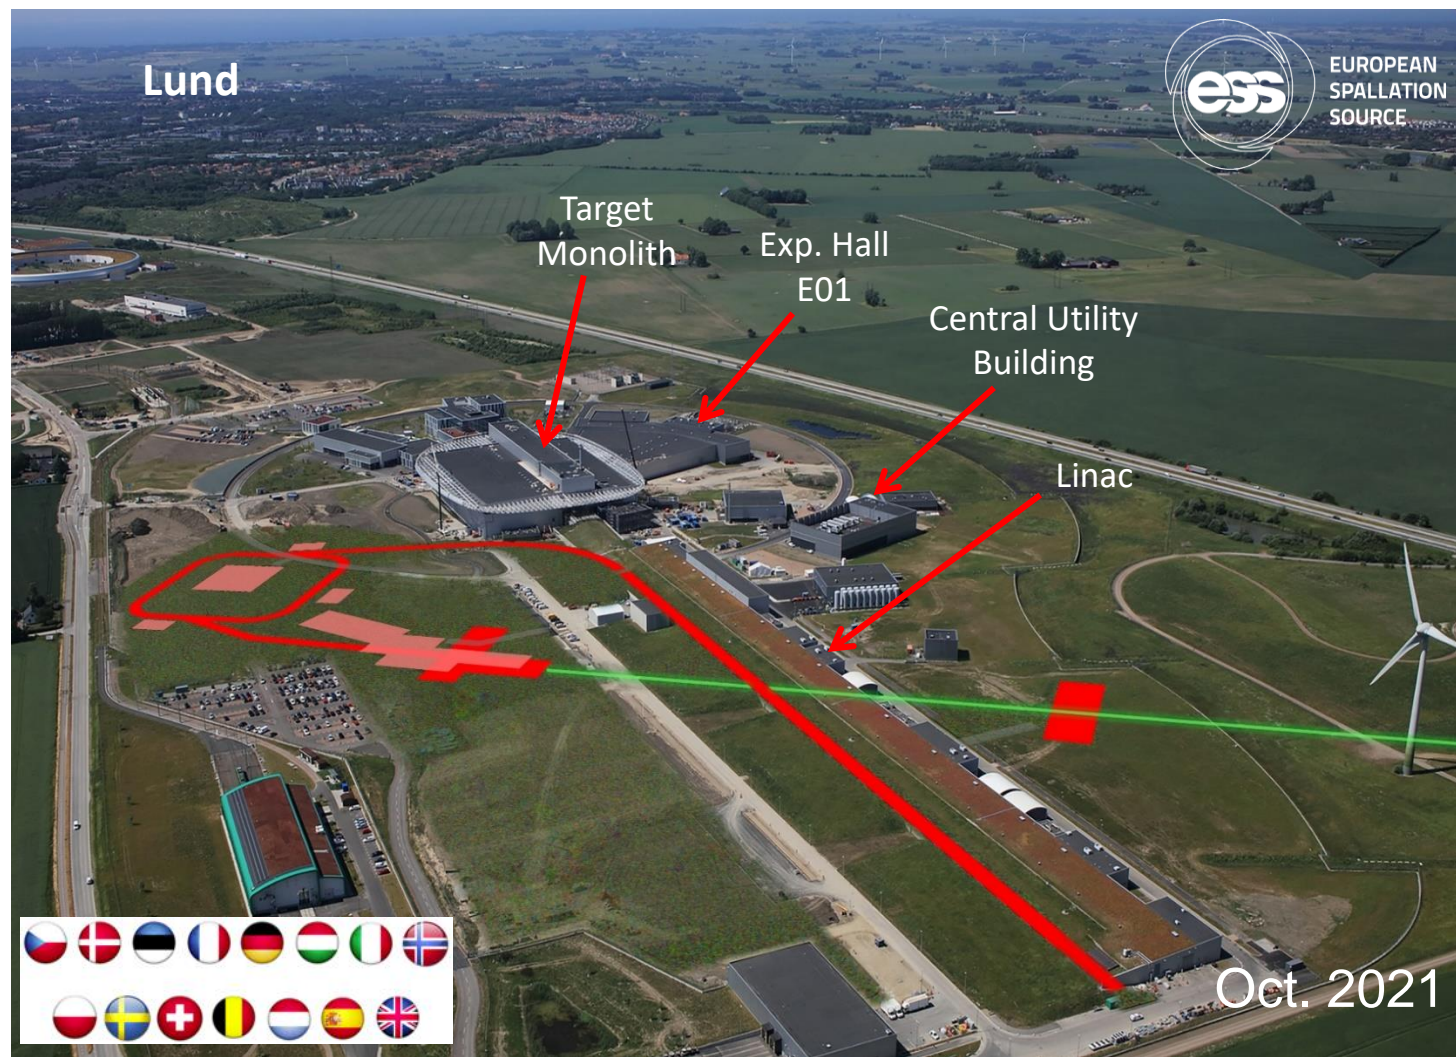 Lund
ess
EUROPEAN
SPALLATION
SOURCE
Target
Monolith
Exp. Hall
E01
Central Utility
Building
Linac
Oct. 2021